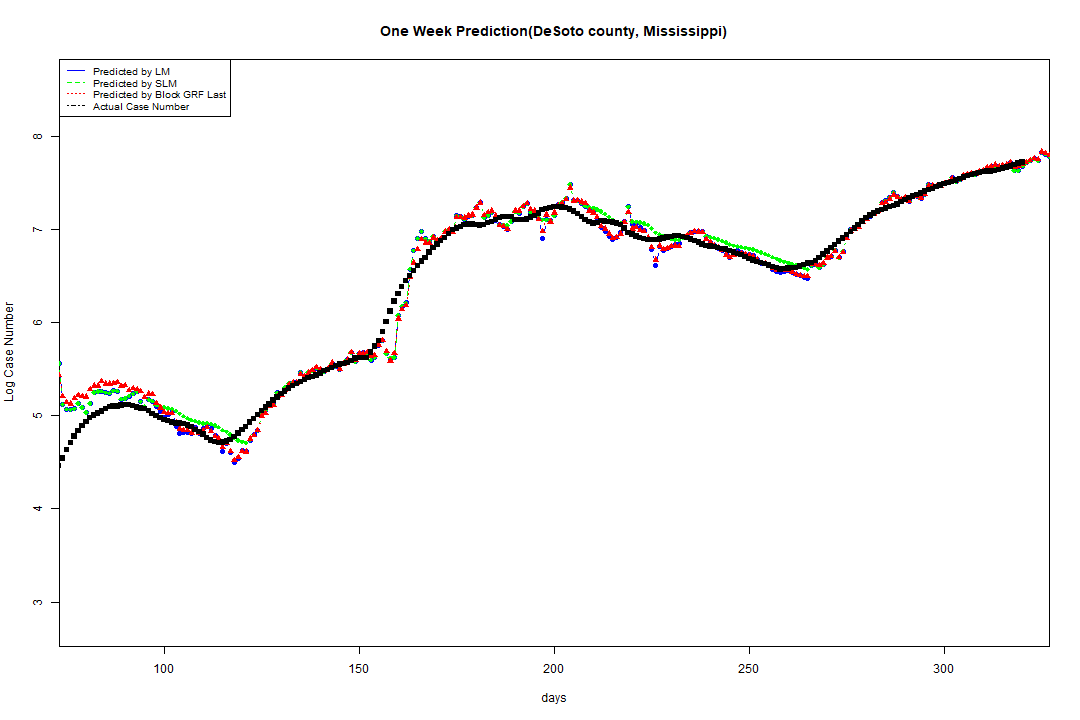 One Week Prediction(DeSoto county, Mississippi)
Predicted by LM
Predicted by SLM
Predicted by Block GRF Last
Actual Case Number
8
7
6
5
4
3
Log Case Number
100 150 200 250 300
days